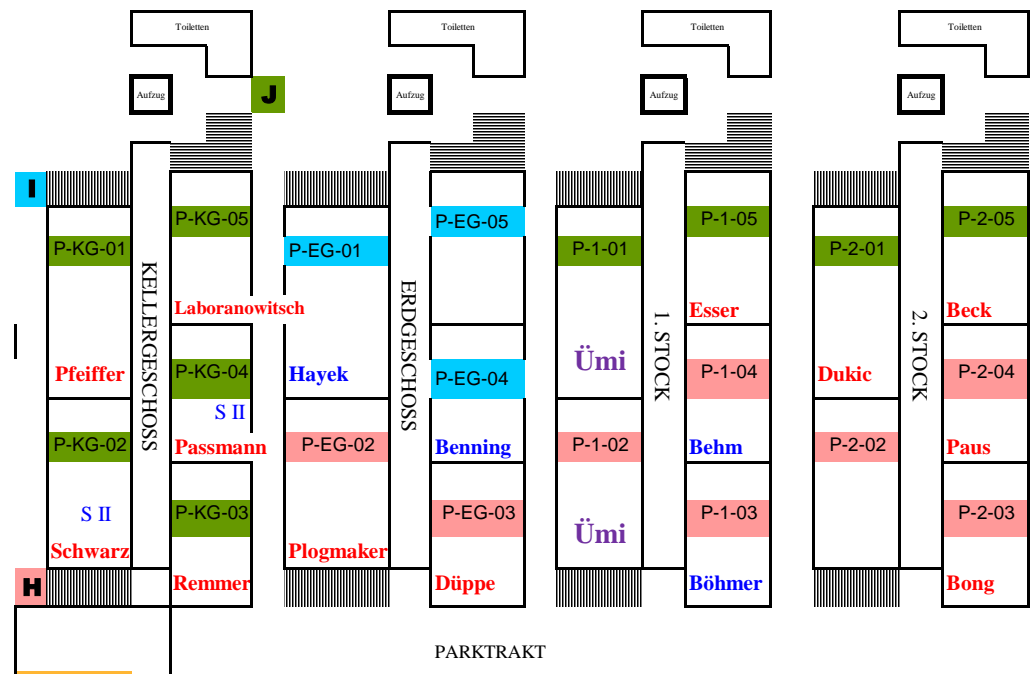 Toiletten
Aufzug
J
I
P-KG-01
Pfeiffer
P-KG-02
S II
Schwarz
H
KELLERGESCHOSS
P-KG-05
Laboranowitsch
P-KG-04
S II
Passmann
P-KG-03
Remmer
Toiletten
Aufzug
P-EG-01
Hayek
P-EG-02
Plogmaker
ERDGESCHOSS
P-EG-05
P-EG-04
Benning
P-EG-03
Düppe
Toiletten
Aufzug
P-1-01
Ümi
P-1-02
Ümi
1. STOCK
P-1-05
Esser
P-1-04
Behm
P-1-03
Böhmer
Toiletten
Aufzug
P-2-01
Dukic
P-2-02
2. STOCK
P-2-05
Beck
P-2-04
Paus
P-2-03
Bong
PARKTRAKT